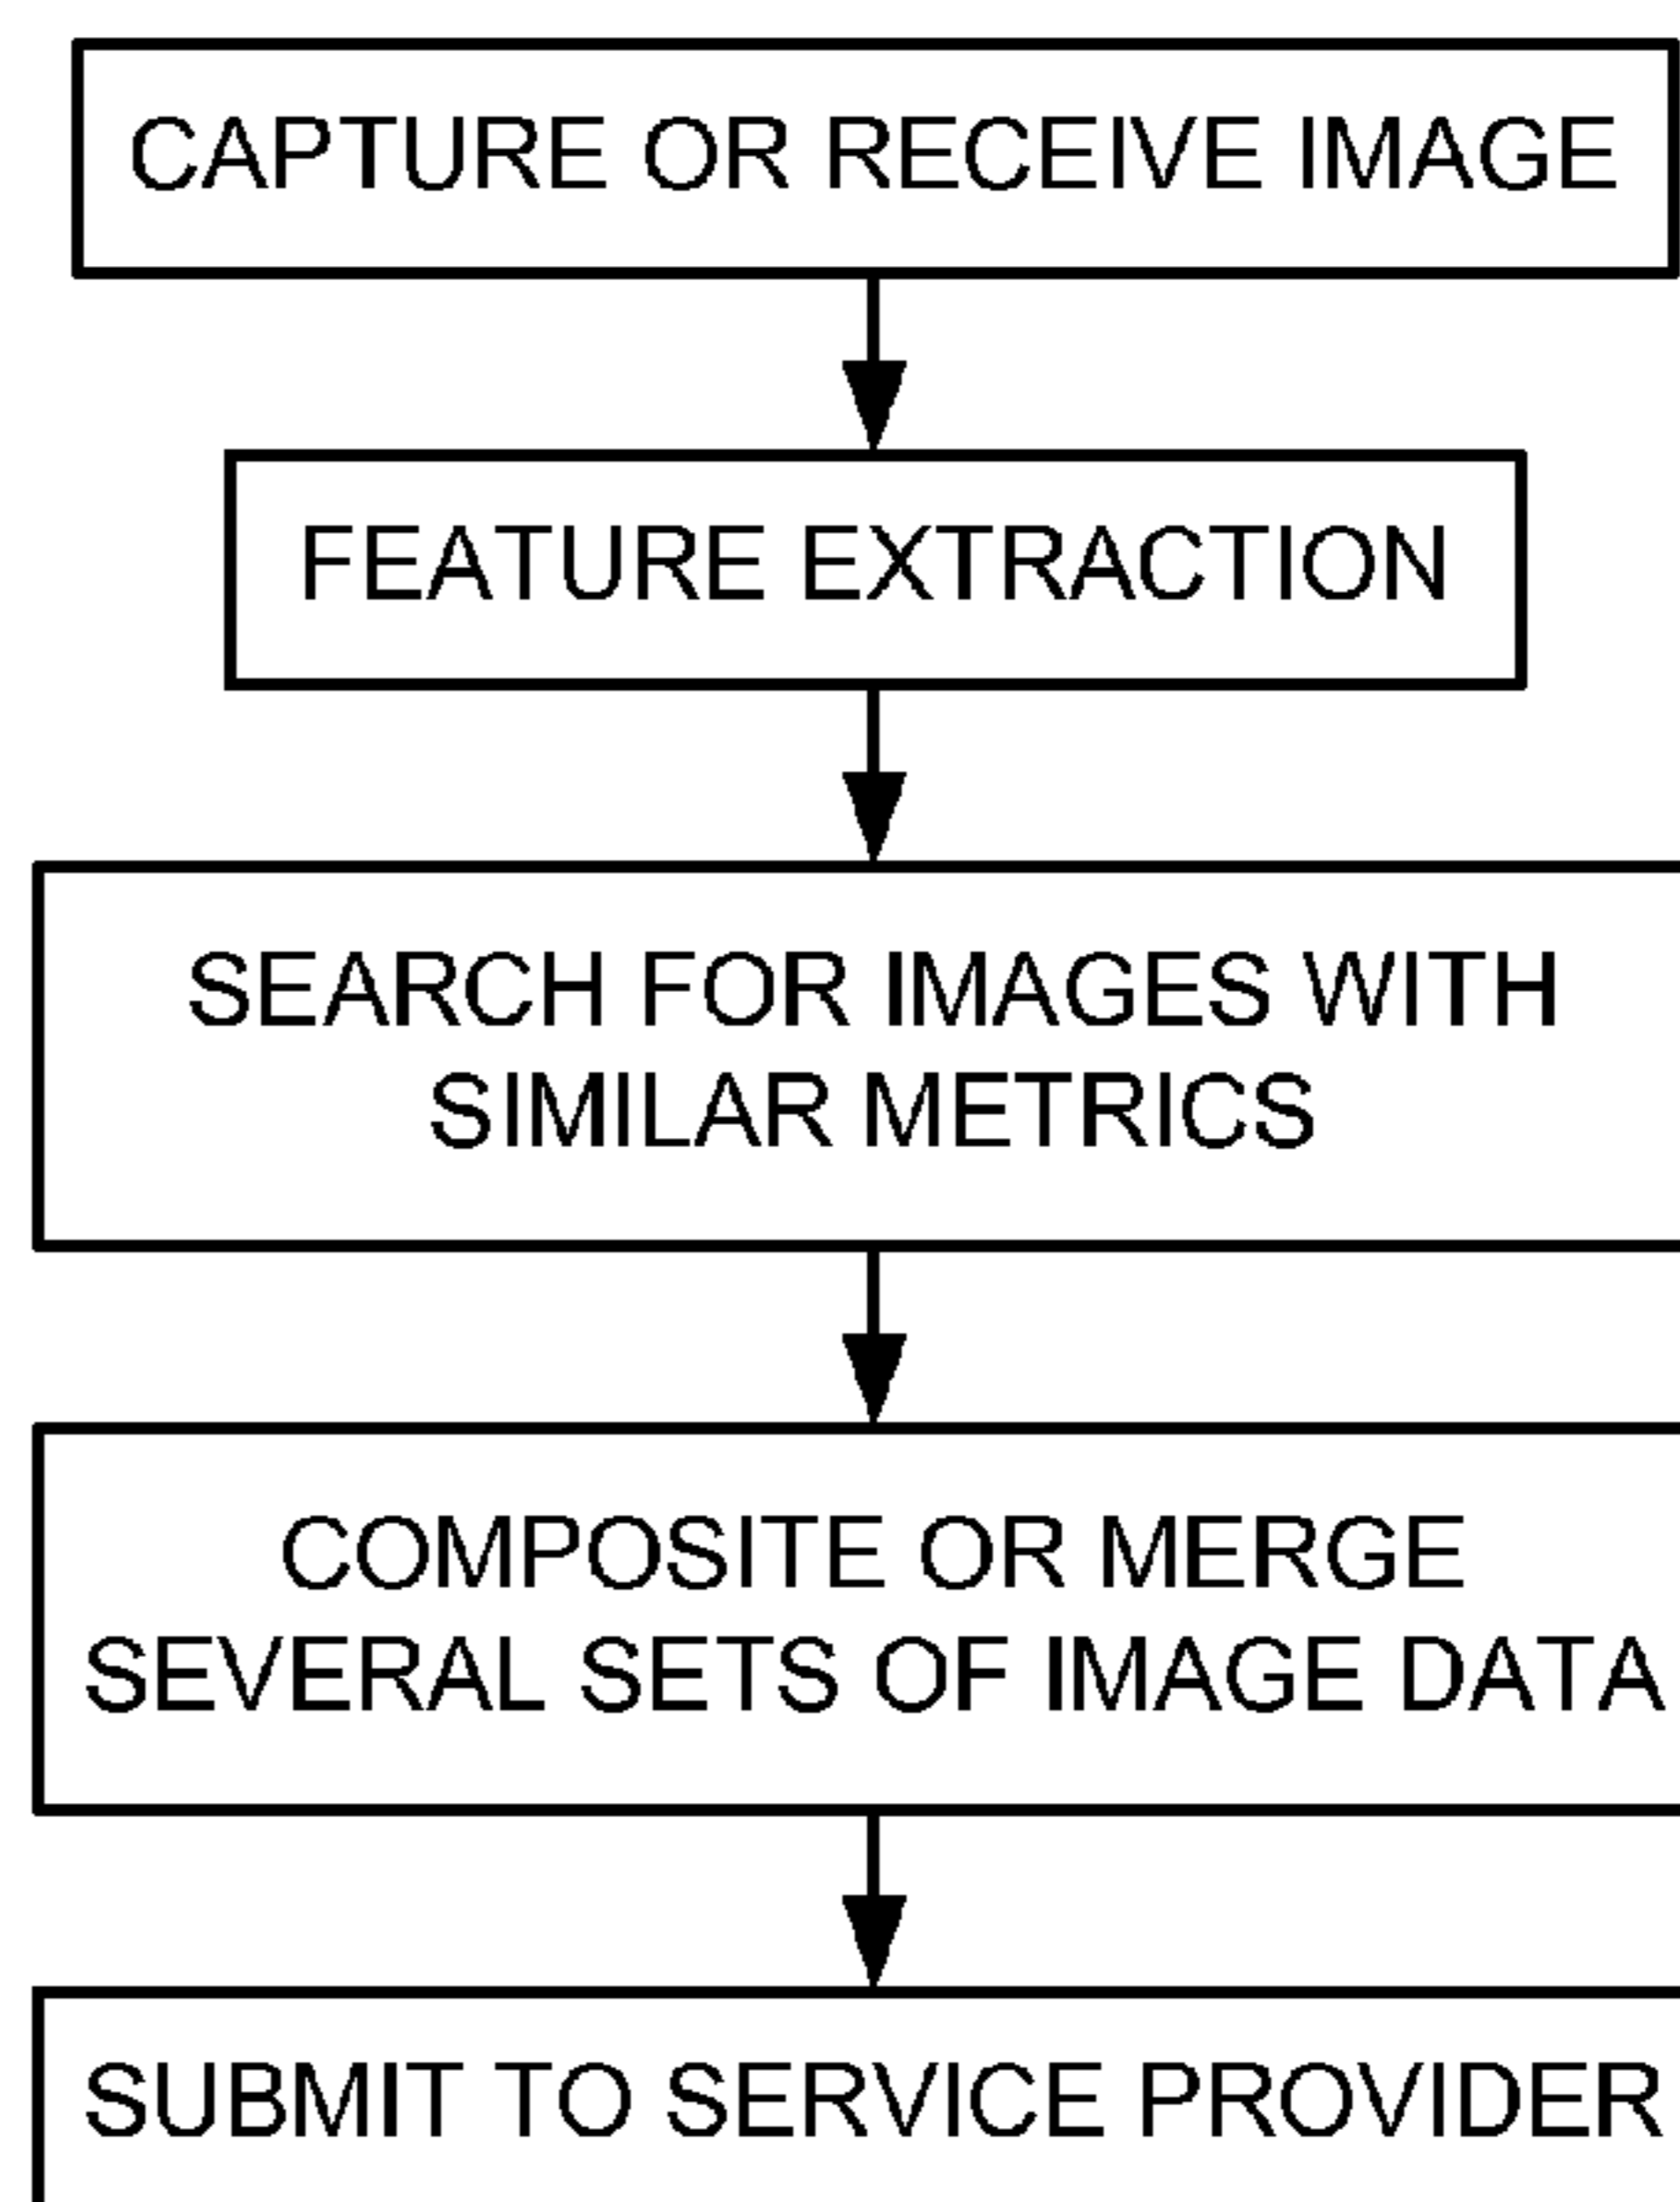 CAPTURE OR RECEIVE IMAGE
FEATURE EXTRACTION
SEARCH FOR IMAGES WITH
SIMILAR METRICS
COMPOSITE OR MERGE
SEVERAL SETS OF IMAGE DATA
SUBMIT TO SERVICE PROVIDER